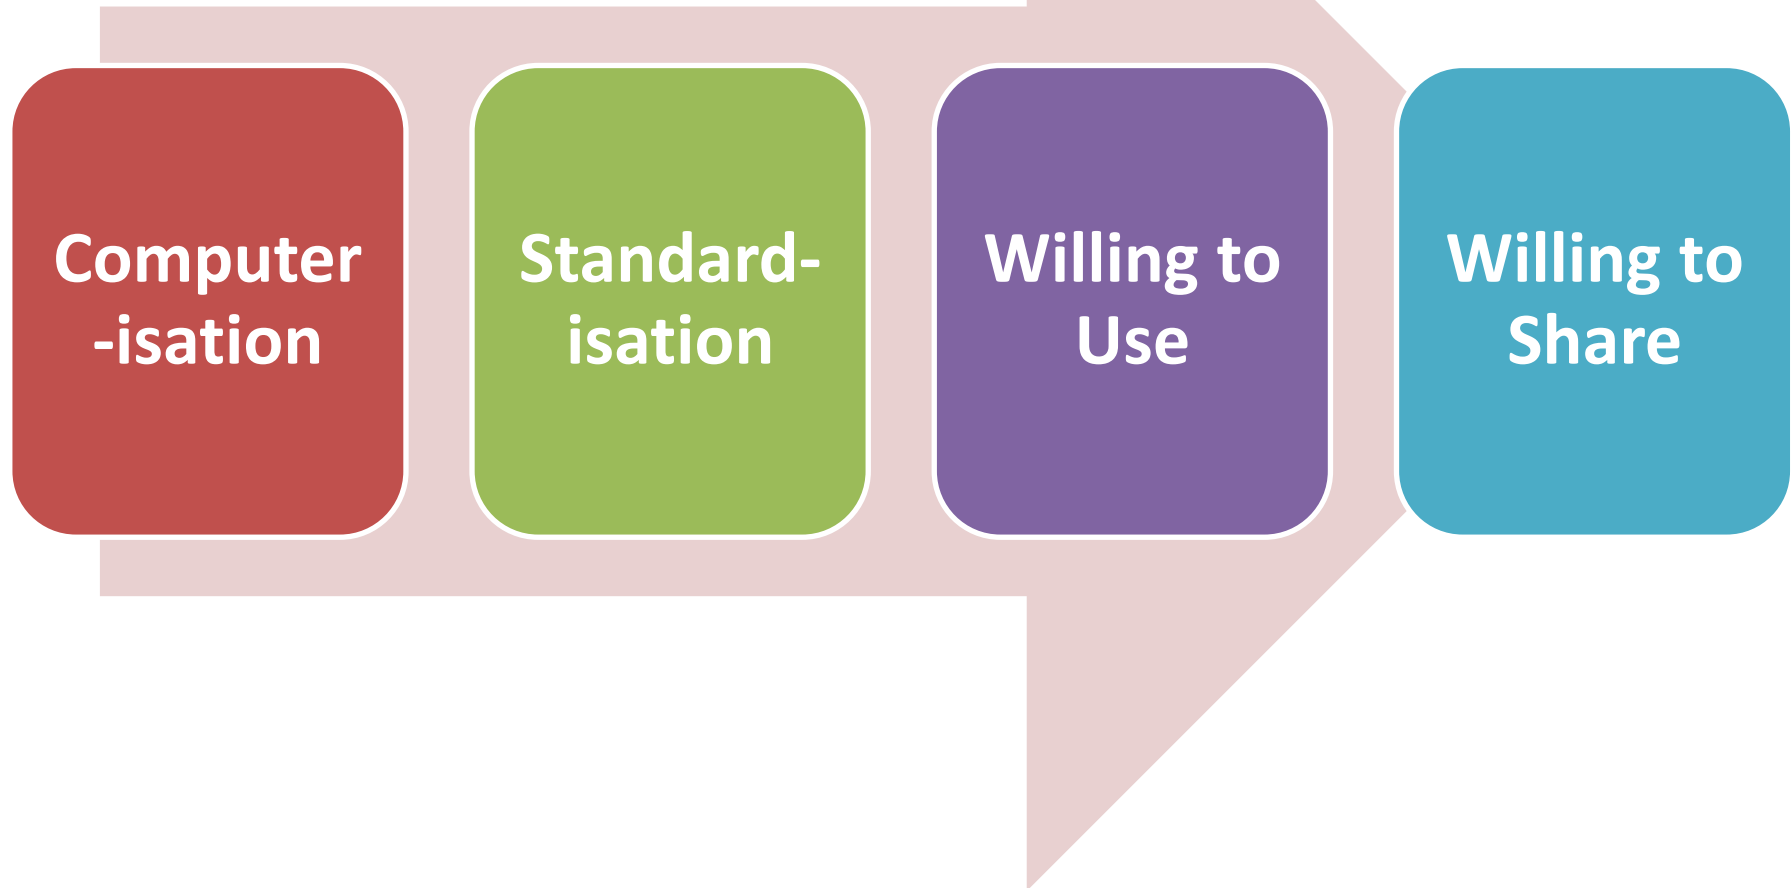 Computer
-isation
Standard-
isation
Willing to
Use
Willing to
Share